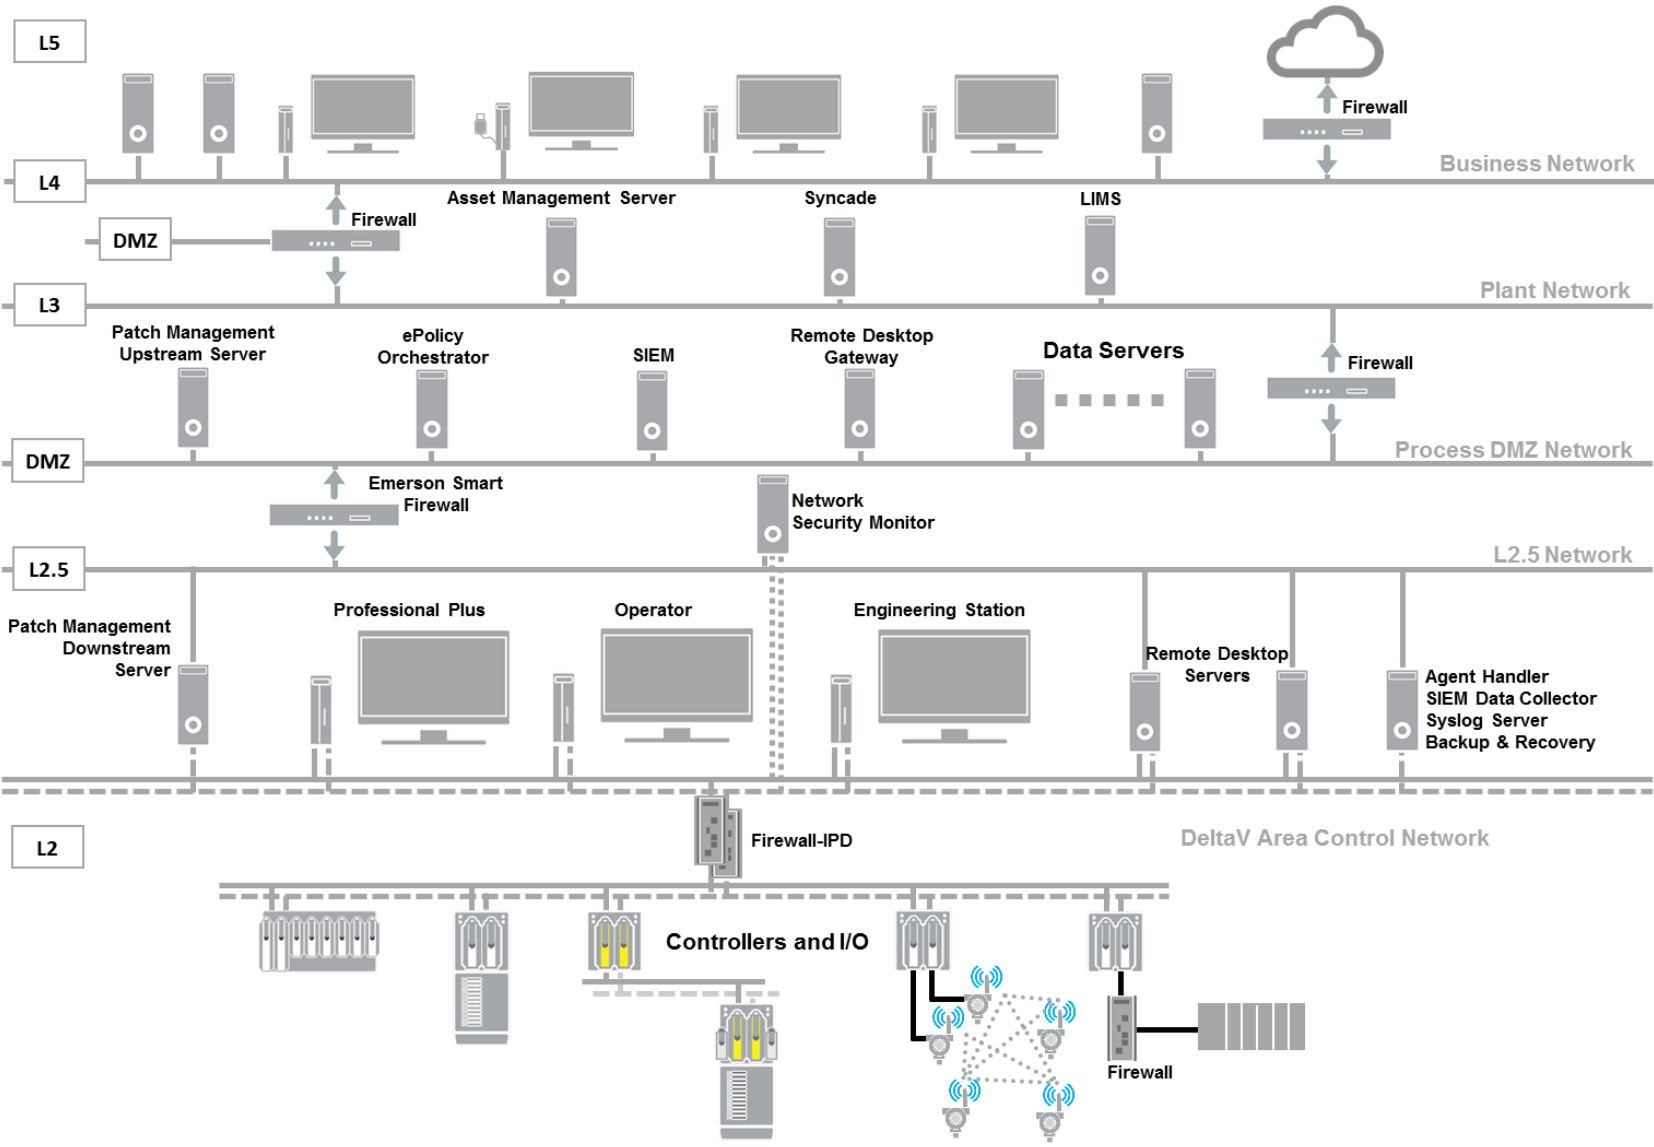 L5
Firewall
Business Network
L4
Asset Management Server
Syncade
LIMS
Firewall
DMZ
L3
Plant Network
Patch Management
Upstream Server
ePolicy
Orchestrator
SIEM
Remote Desktop
Gateway
Data Servers
Firewall
DMZ
Process DMZ Network
Emerson Smart
Firewall
Network
Security Monitor
L2.5
L2.5 Network
Patch Management
Downstream
Server
Professional Plus
Operator
Engineering Station
Remote Desktop
Servers
Agent Handler
SIEM Data Collector
Syslog Server
Backup & Recovery
L2
Firewall-IPD
DeltaV Area Control Network
Controllers and I/O
Firewall